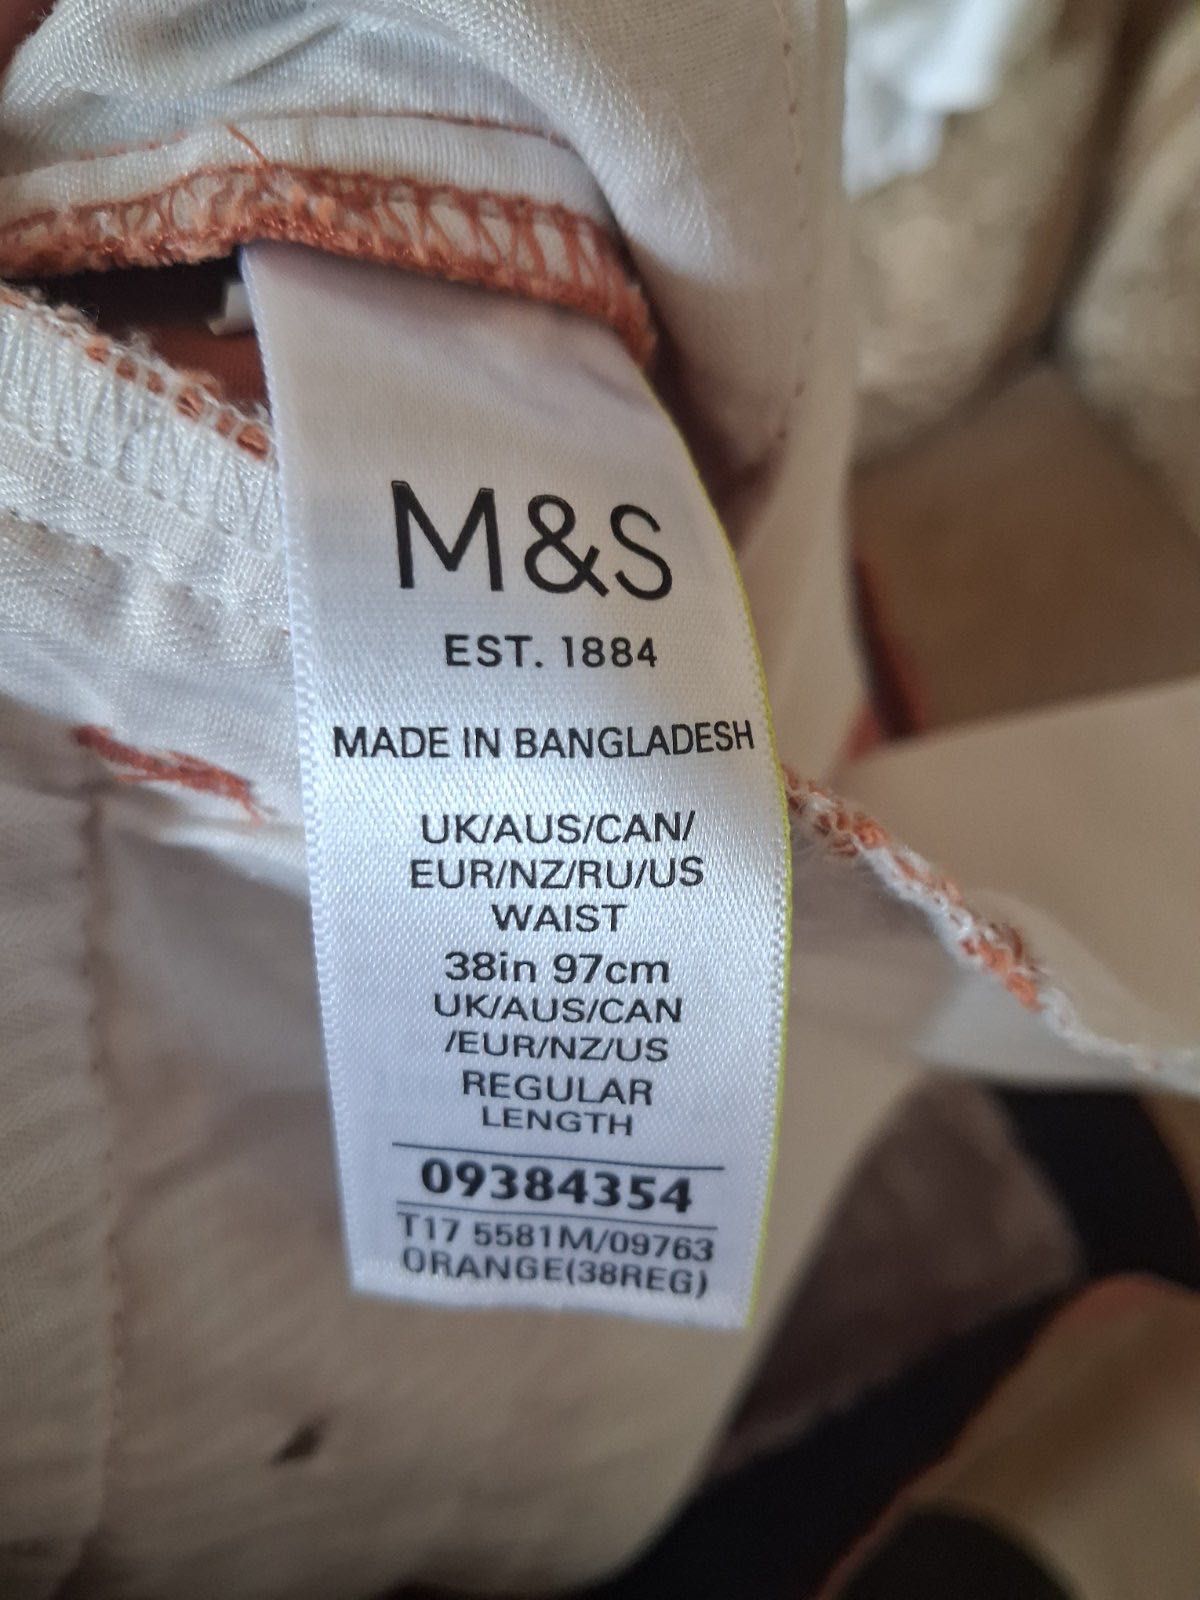 M&S
EST. 1884
MADE IN BANGLADESH
UK/AUS/CAN/
EUR/NZ/RU/US
WAIST
38in 97cm
UK/AUS/CAN
/EUR/NZ/US
REGULAR
LENGTH
09384354
T17 5581M/09763
ORANGE(38REG)